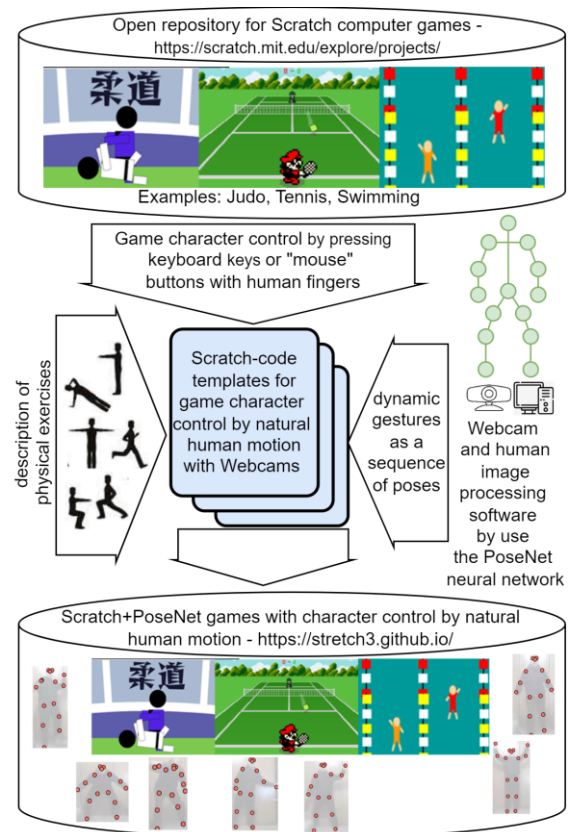 Open repository for Scratch computer games -
https://scratch.mit.edu/explore/projects/
柔道
Examples: Judo, Tennis, Swimming
Game character control by pressing
keyboard keys or "mouse"
buttons with human fingers
description of
physical exercises
Scratch-code
templates for
game character
control by natural
human motion
with Webcams
dynamic
gestures
as a
sequence
of poses
Webcam
and human
image
processing
software
by use
the PoseNet
neural network
Scratch+PoseNet games with character control by natural
human motion - https://stretch3.github.io/
柔道